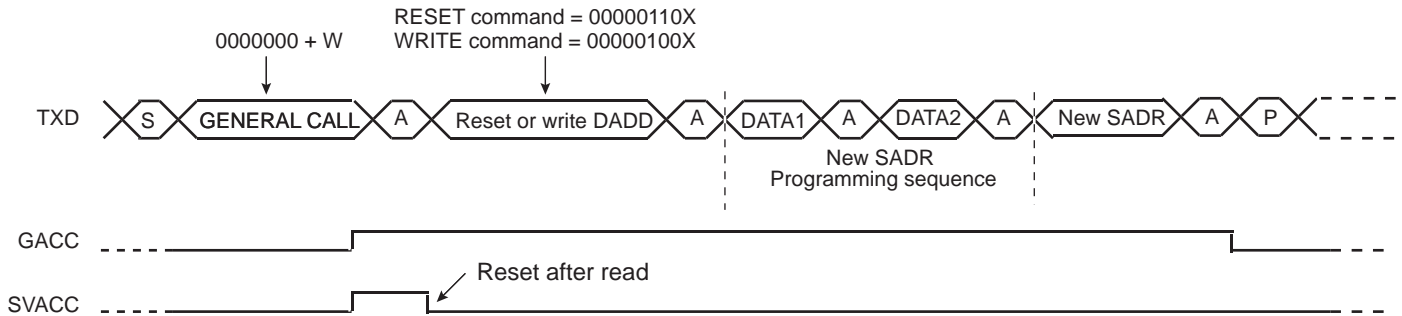 RESET command = 00000110X
0000000 + W
WRITE command = 00000100X
TXD
S
GENERAL CALL
A
Reset or write DADD
A
DATA1
A
DATA2
A
New SADR
A
P
New SADR
Programming sequence
GACC
Reset after read
SVACC